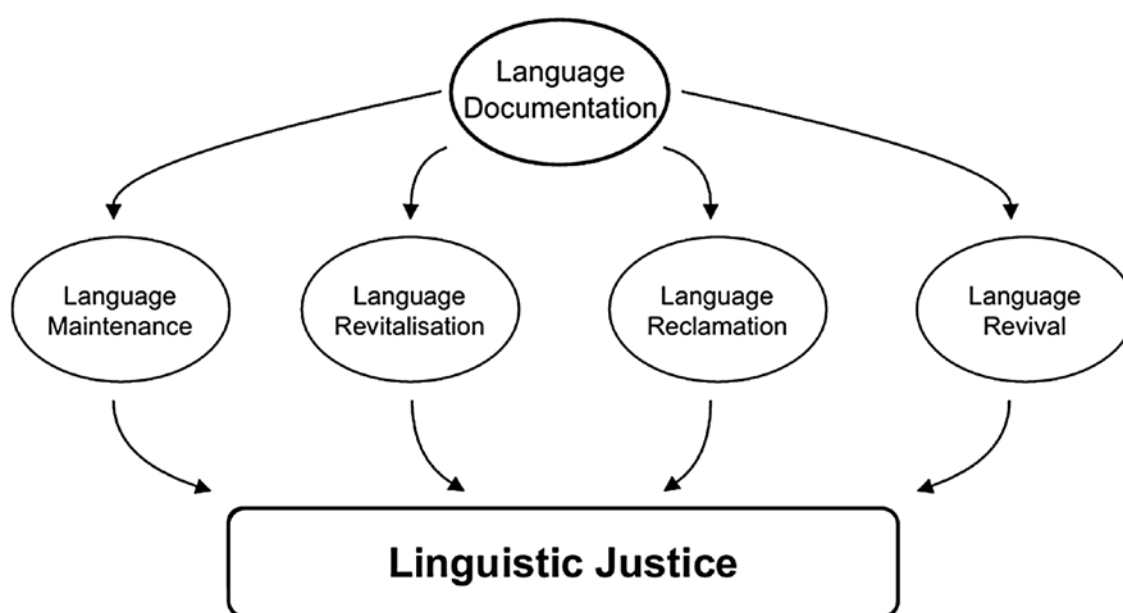 Language
Documentation
Language
Maintenance
Language
Revitalisation
Language
Reclamation
Language
Revival
Linguistic Justice